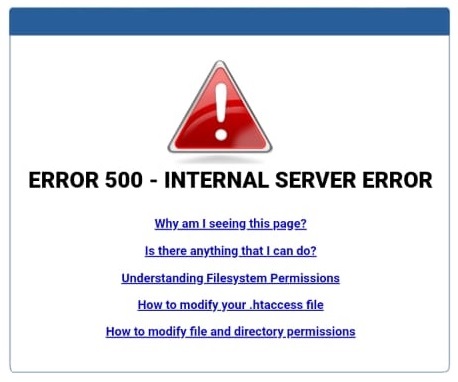 ERROR 500 - INTERNAL SERVER ERROR
Why am I seeing this page?
Is there anything that I can do?
Understanding Filesystem Permissions
How to modify your .htaccess file
How to modify file and directory permissions